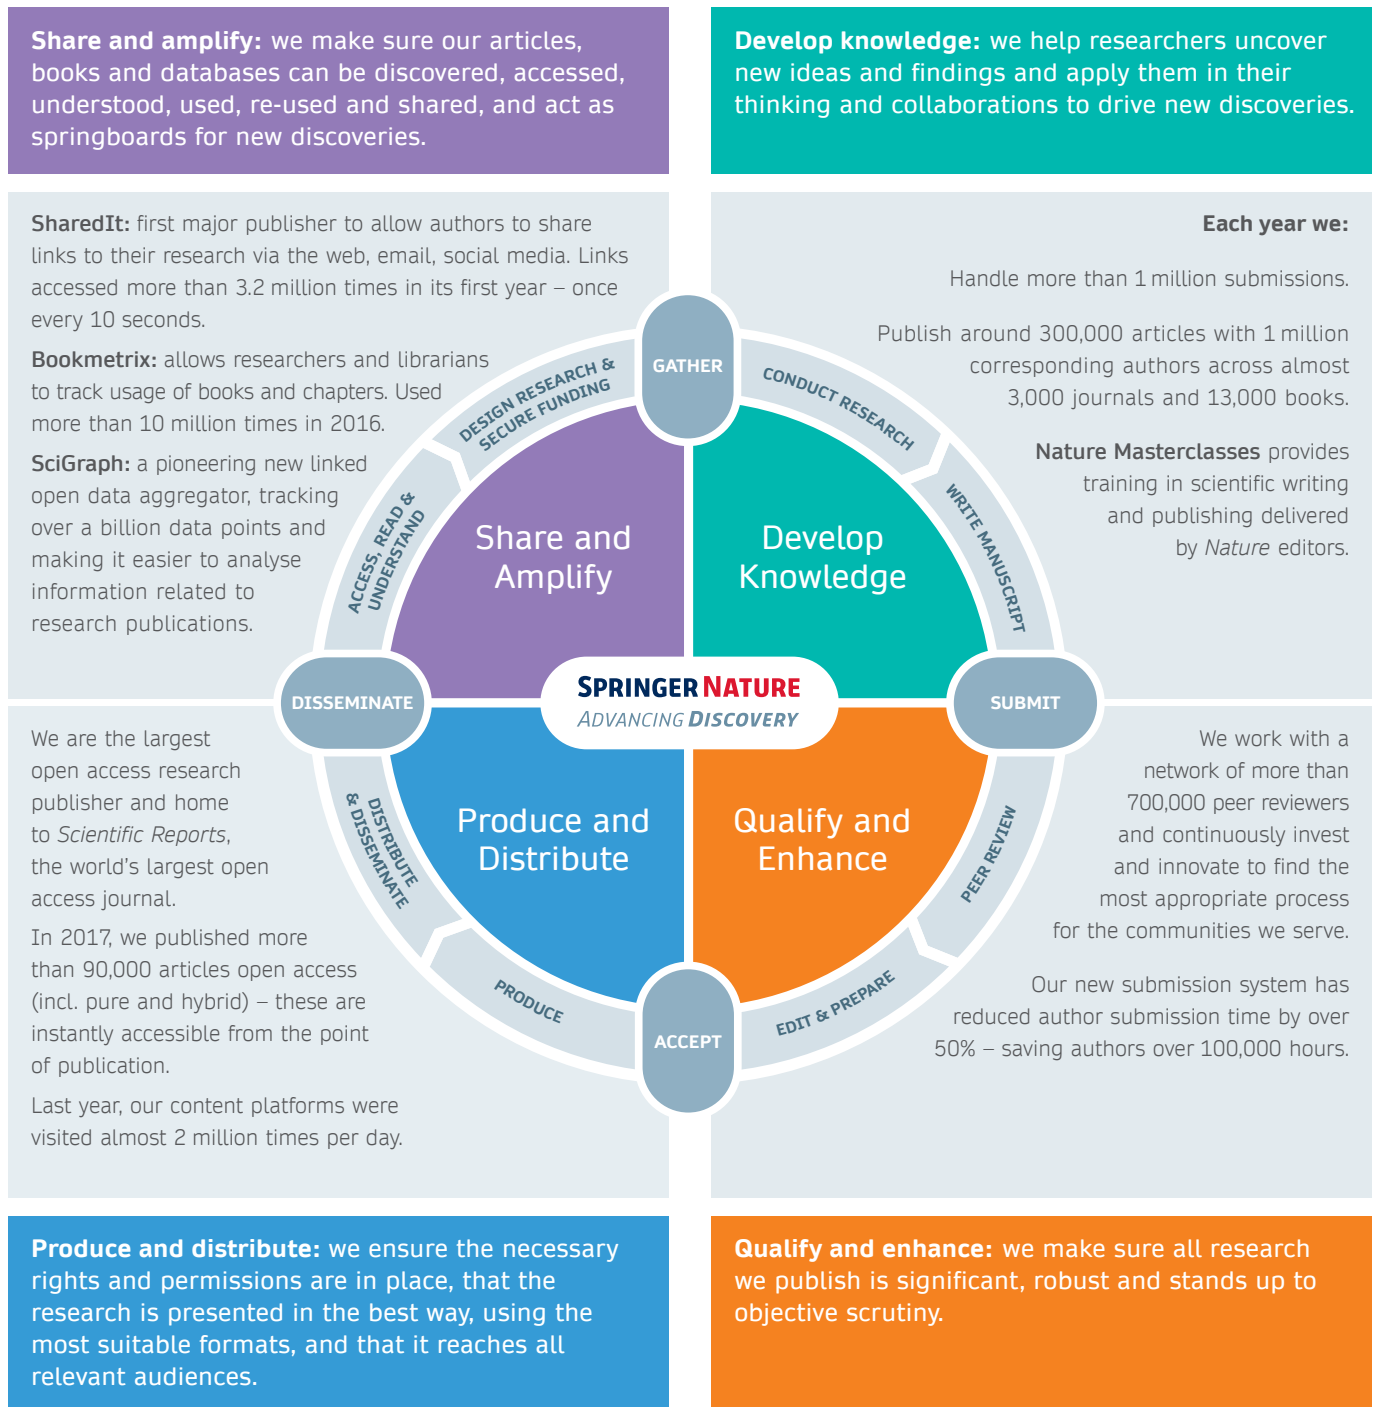 Share and amplify: we make sure our articles,
books and databases can be discovered, accessed,
understood, used, re-used and shared, and act as
springboards for new discoveries.
Develop knowledge: we help researchers uncover
new ideas and findings and apply them in their
thinking and collaborations to drive new discoveries.
SharedIt: first major publisher to allow authors to share
links to their research via the web, email, social media. Links
accessed more than 3.2 million times in its first year – once
every 10 seconds.
Bookmetrix: allows researchers and librarians
to track usage of books and chapters. Used
more than 10 million times in 2016.
SciGraph: a pioneering new linked
open data aggregator, tracking
over a billion data points and
making it easier to analyse
information related to
research publications.
Each year we:
Handle more than 1 million submissions.
Publish around 300,000 articles with 1 million
corresponding authors across almost
3,000 journals and 13,000 books.
Nature Masterclasses provides
training in scientific writing
and publishing delivered
by Nature editors.
GATHER
CONDUCT RESEARCH
WRITE MANUSCRIPT
SUBMIT
PEER REVIEW
EDIT & PREPARE
ACCEPT
PRODUCE
DISTRIBUTE
& DISSEMINATE
DISSEMINATE
ACCESS, READ &
UNDERSTAND
DESIGN RESEARCH &
SECURE FUNDING
Share and
Amplify
Develop
Knowledge
SPRINGER NATURE
ADVANCING DISCOVERY
Produce and
Distribute
Qualify and
Enhance
We are the largest
open access research
publisher and home
to Scientific Reports,
the world's largest open
access journal.
In 2017, we published more
than 90,000 articles open access
(incl. pure and hybrid) – these are
instantly accessible from the point
of publication.
Last year, our content platforms were
visited almost 2 million times per day.
We work with a
network of more than
700,000 peer reviewers
and continuously invest
and innovate to find the
most appropriate process
for the communities we serve.
Our new submission system has
reduced author submission time by over
50% – saving authors over 100,000 hours.
Produce and distribute: we ensure the necessary
rights and permissions are in place, that the
research is presented in the best way, using the
most suitable formats, and that it reaches all
relevant audiences.
Qualify and enhance: we make sure all research
we publish is significant, robust and stands up to
objective scrutiny.